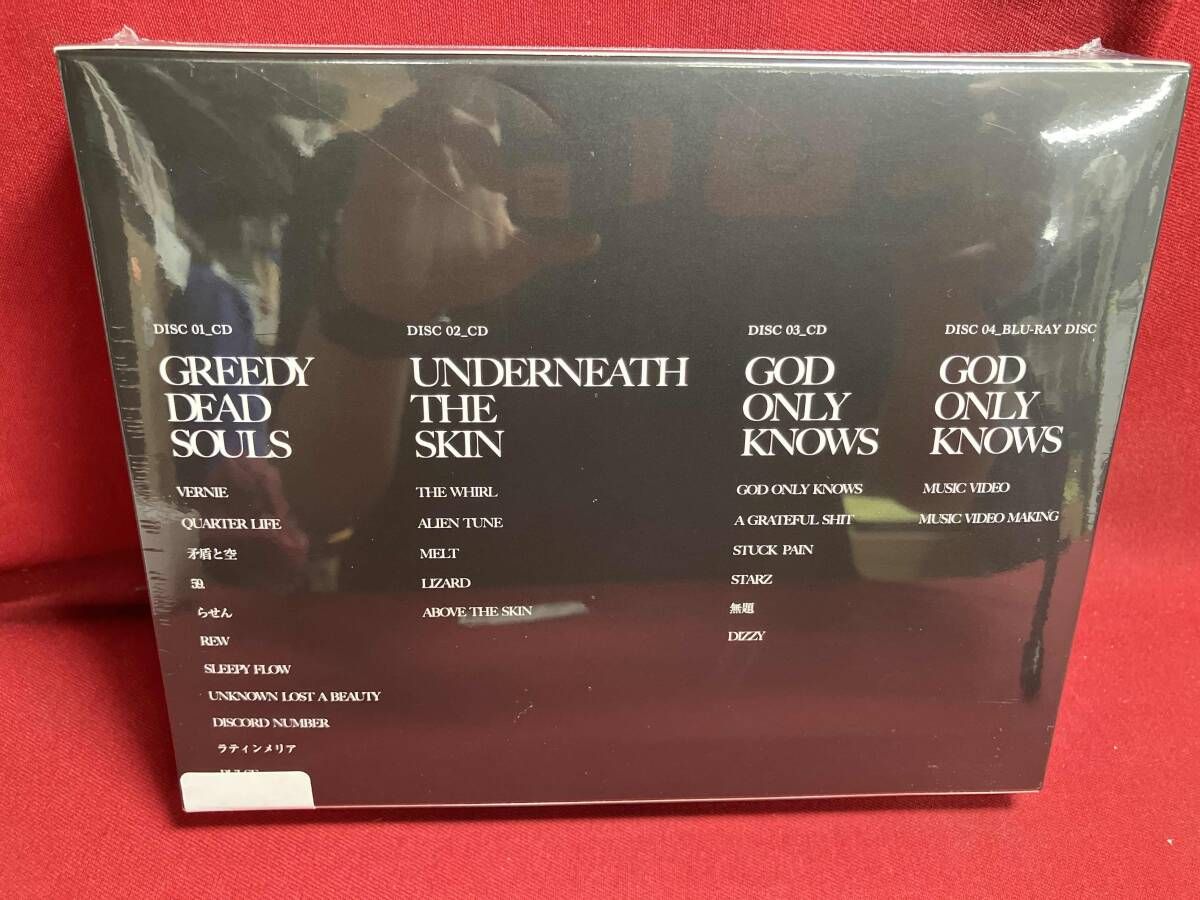 DISC 01_CD
GREEDY
DEAD
SOULS
VERNIE
QUARTER LIFE
矛盾と空
59.
らせん
REW
SLEEPY FLOW
UNKNOWN LOST A BEAUTY
DISCORD NUMBER
ラティンメリア
DISC 02_CD
UNDERNEATH
THE
SKIN
THE WHIRL
ALIEN TUNE
MELT
LIZARD
ABOVE THE SKIN
DISC 03_CD
GOD
ONLY
KNOWS
GOD ONLY KNOWS
A GRATEFUL SHIT
STUCK PAIN
STARZ
無題
DIZZY
DISC 04_BLU-RAY DISC
GOD
ONLY
KNOWS
MUSIC VIDEO
MUSIC VIDEO MAKING